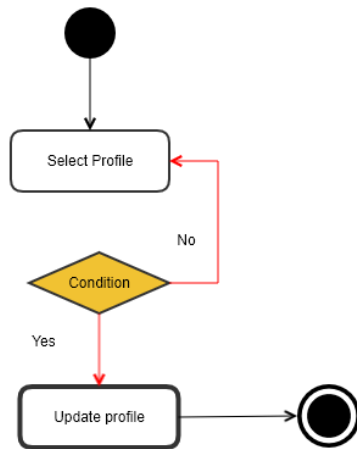 Select Profile
No
Condition
Yes
Update profile